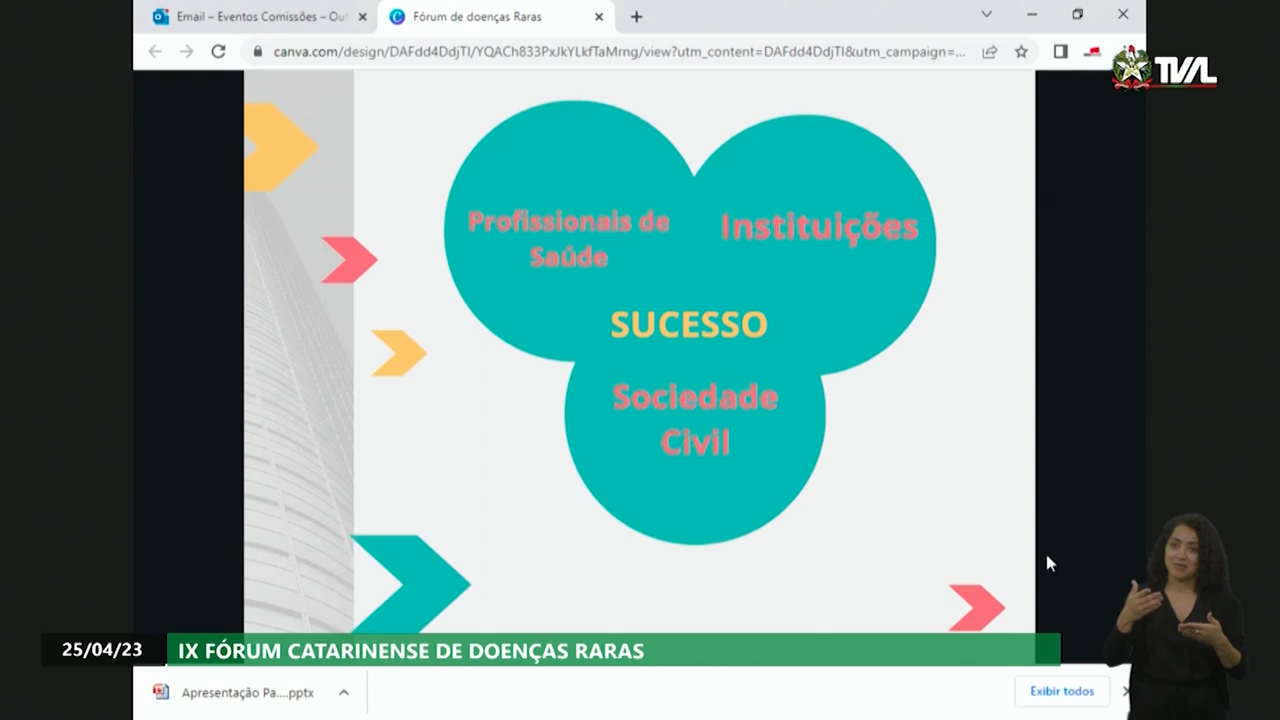 Email – Eventos Comissões – Out
Fórum de doenças Raras
canva.com/design/DAFdd4DdjTI/YQACh833PxJkYLkfTaMrng/view?utm_content=DAFdd4DdjTI&utm_campaign=...
TVAL
Profissionais de
Saúde
Instituições
SUCESSO
Sociedade
Civil
25/04/23
IX FÓRUM CATARINENSE DE DOENÇAS RARAS
Apresentação Pa....pptx
Exibir todos